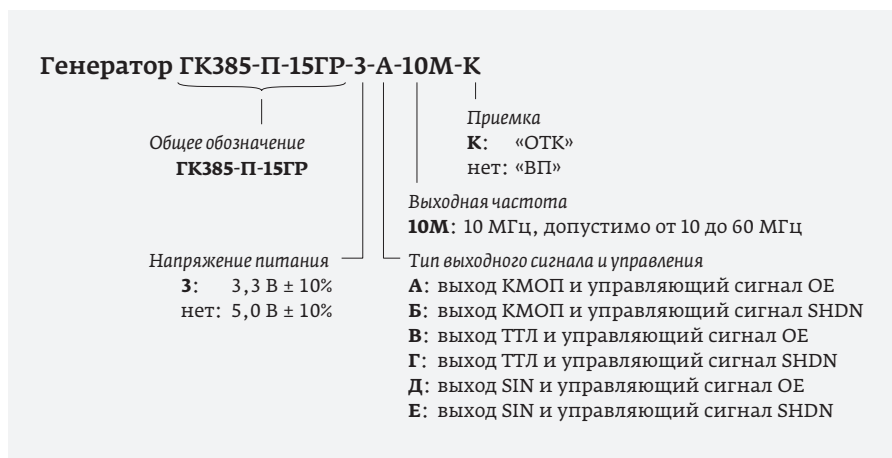 Генератор ГК385-П-15ГР-3-А-10М-К
Общее обозначение
ГК385-П-15ГР
Приемка
К: «ОТК»
нет: «ВП»
Выходная частота
10М: 10 МГц, допустимо от 10 до 60 МГц
Напряжение питания
3: 3,3 В ± 10%
нет: 5,0 В ± 10%
Тип выходного сигнала и управления
А: выход КМОП и управляющий сигнал OE
Б: выход КМОП и управляющий сигнал SHDN
В: выход ТТЛ и управляющий сигнал OE
Г: выход ТТЛ и управляющий сигнал SHDN
Д: выход SIN и управляющий сигнал OE
Е: выход SIN и управляющий сигнал SHDN